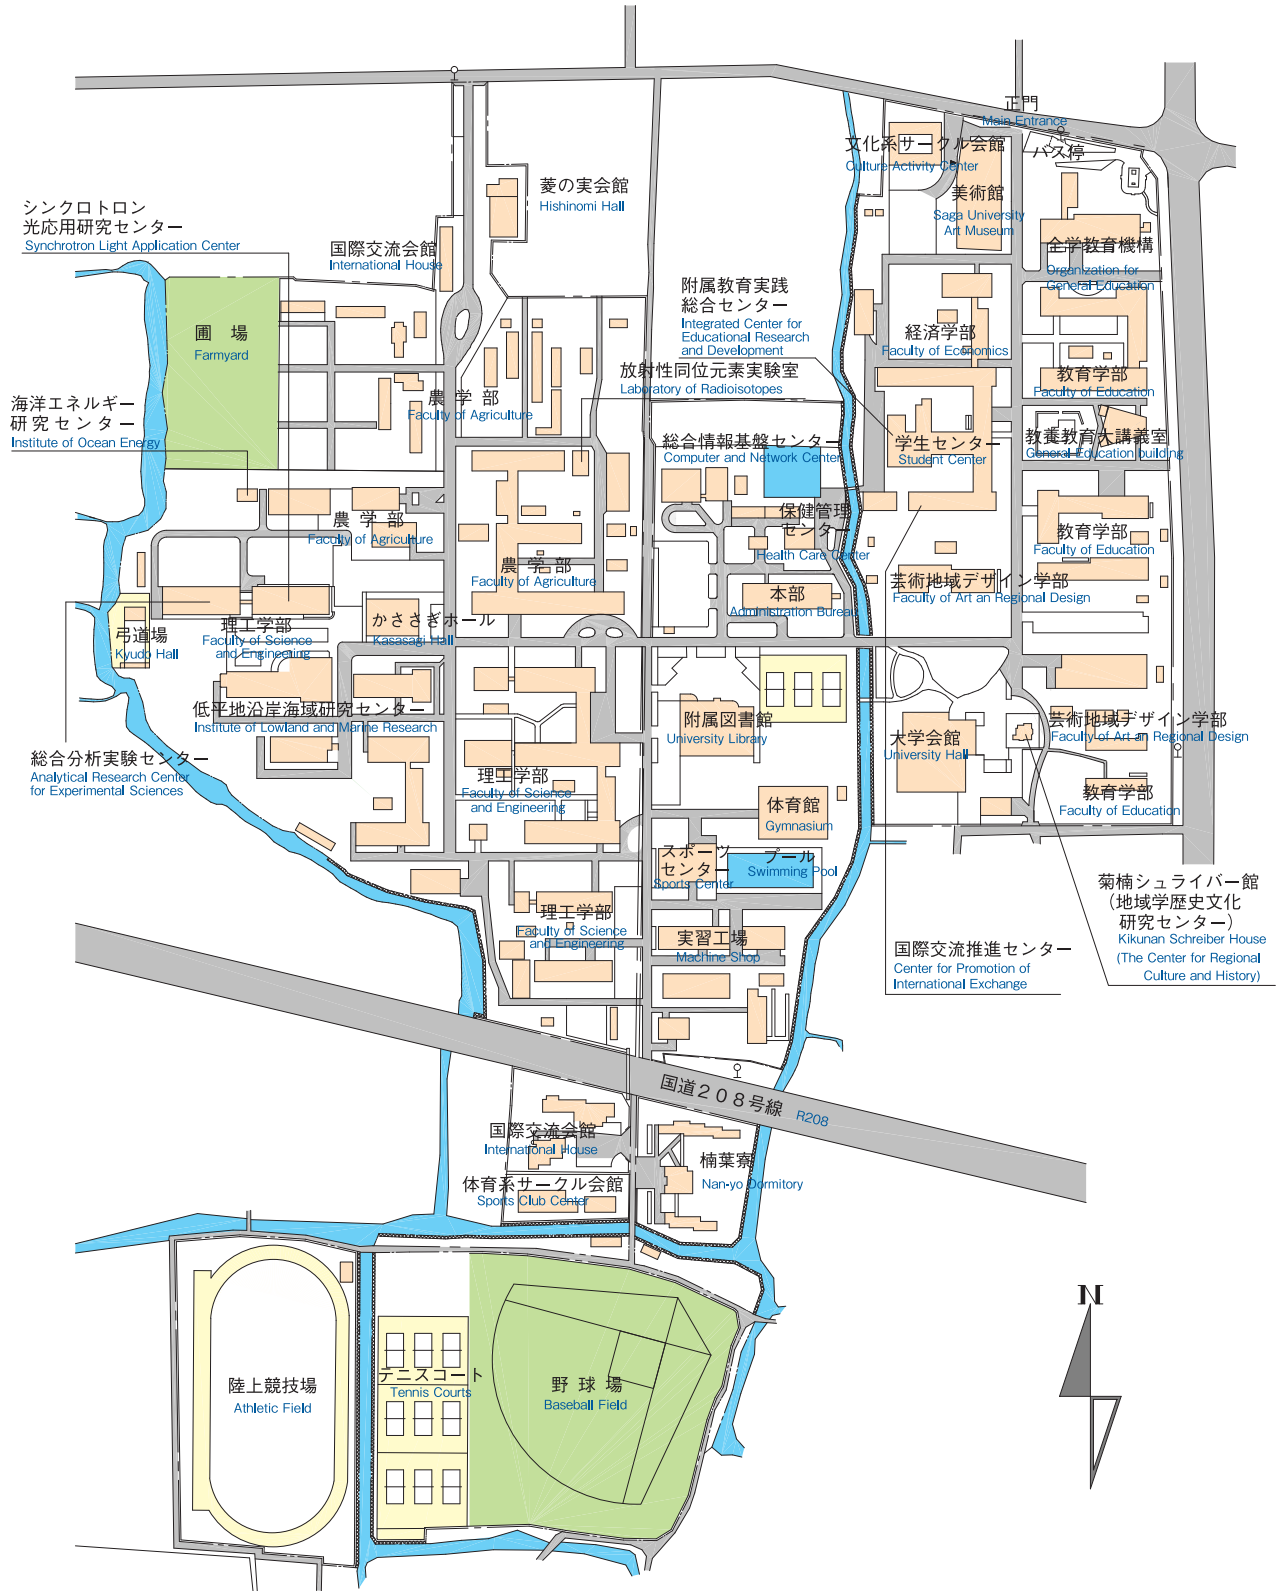 正門
Main Entrance
バス停
文化系サークル会館
Culture Activity Center
美術館
Saga University
Art Museum
菱の実会館
Hishinomi Hall
シンクロトロン
光応用研究センター
Synchrotron Light Application Center
国際交流会館
International House
全学教育機構
Organization for
General Education
附属教育実践
総合センター
Integrated Center for
Educational Research
and Development
圃 場
Farmyard
経済学部
Faculty of Economics
放射性同位元素実験室
Laboratory of Radioisotopes
教育学部
Faculty of Education
農 学 部
Faculty of Agriculture
海洋エネルギー
研究センター
Institute of Ocean Energy
総合情報基盤センター
Computer and Network Center
学生センター
Student Center
教養教育大講義室
General Education building
農 学 部
Faculty of Agriculture
保健管理
センター
Health Care Center
教育学部
Faculty of Education
農 学 部
Faculty of Agriculture
芸術地域デザイン学部
Faculty of Art an Regional Design
本部
Administration Bureau
弓道場
Kyudo Hall
理工学部
Faculty of Science
and Engineering
かささぎホール
Kasasagi Hall
低平地沿岸海域研究センター
Institute of Lowland and Marine Research
附属図書館
University Library
大学会館
University Hall
芸術地域デザイン学部
Faculty of Art an Regional Design
総合分析実験センター
Analytical Research Center
for Experimental Sciences
理工学部
Faculty of Science
and Engineering
体育館
Gymnasium
教育学部
Faculty of Education
スポーツ
センター
Sports Center
プール
Swimming Pool
菊楠シュライバー館
(地域学歴史文化
研究センター)
Kikunan Schreiber House
(The Center for Regional
Culture and History)
理工学部
Faculty of Science
and Engineering
実習工場
Machine Shop
国際交流推進センター
Center for Promotion of
International Exchange
国道208号線 R208
国際交流会館
International House
楠葉寮
Nan-yo Dormitory
体育系サークル会館
Sports Club Center
N
陸上競技場
Athletic Field
テニスコート
Tennis Courts
野 球 場
Baseball Field